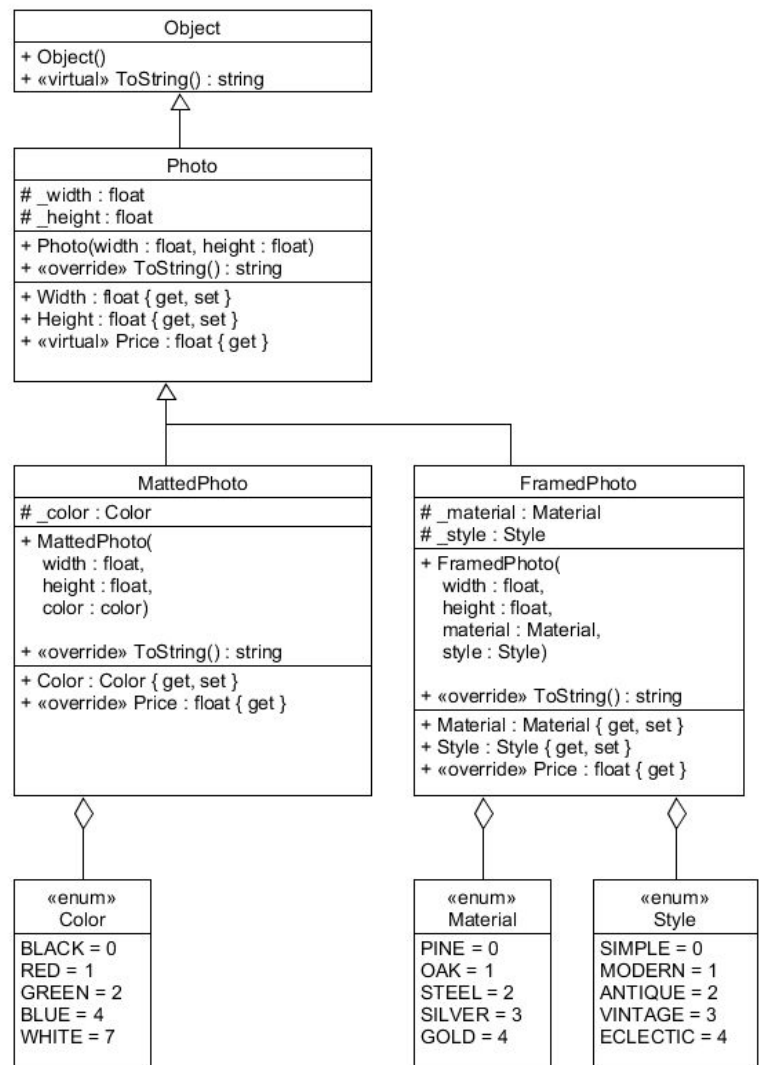 Object
+ Object()
+ «virtual» ToString() : string
Photo
# _width : float
# _height : float
+ Photo(width : float, height : float)
+ «override» ToString() : string
+ Width : float { get, set }
+ Height : float { get, set }
+ «virtual» Price : float { get }
MattedPhoto
# _color : Color
+ MattedPhoto(
width : float,
height : float,
color : color)
+ «override» ToString() : string
+ Color : Color { get, set }
+ «override» Price : float { get }
FramedPhoto
# _material : Material
# _style : Style
+ FramedPhoto(
width : float,
height : float,
material : Material,
style : Style)
+ «override» ToString() : string
+ Material : Material { get, set }
+ Style : Style { get, set }
+ «override» Price : float { get }
«enum»
Color
BLACK = 0
RED = 1
GREEN = 2
BLUE = 4
WHITE = 7
«enum»
Material
PINE = 0
OAK = 1
STEEL = 2
SILVER = 3
GOLD = 4
«enum»
Style
SIMPLE = 0
MODERN = 1
ANTIQUE = 2
VINTAGE = 3
ECLECTIC = 4